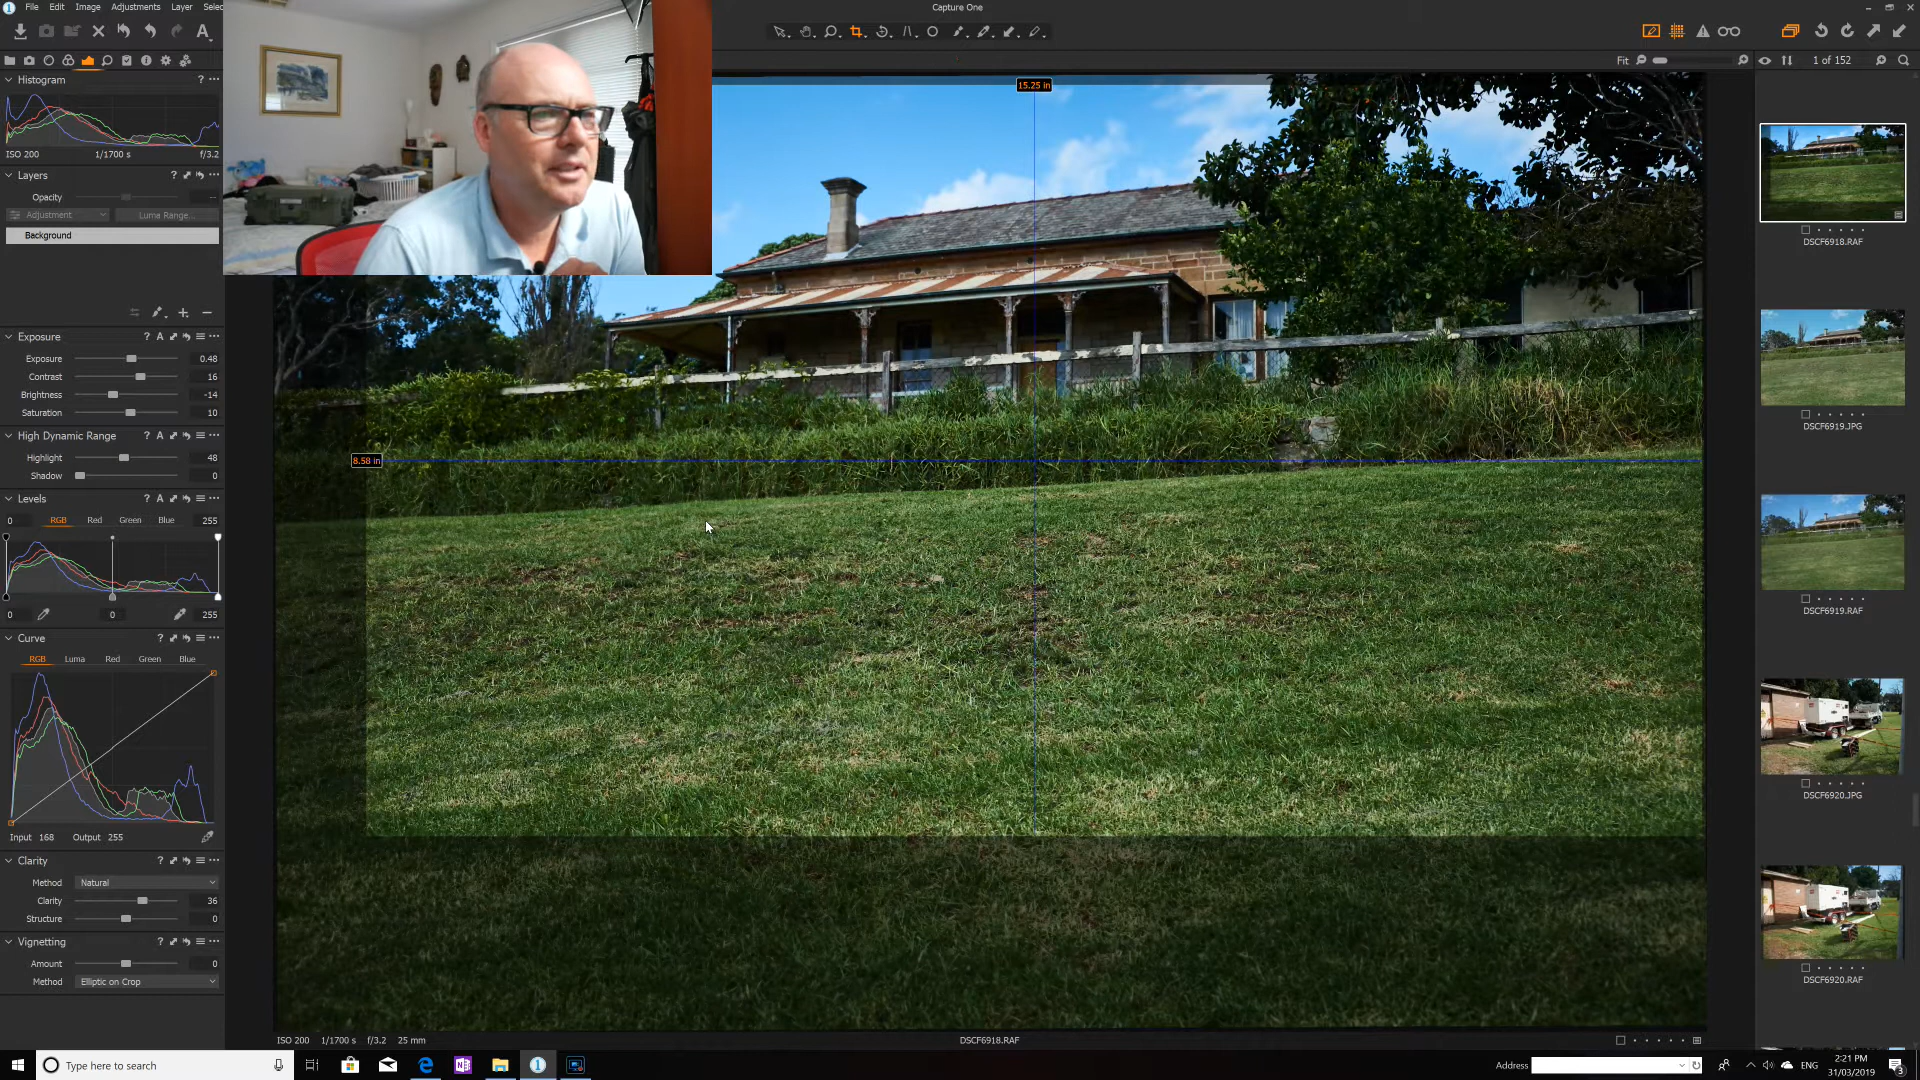 Capture One
File Edit Image Adjustments Layer Selec
Fit 1 of 152
Histogram
ISO 200 1/1700 s f/3.2
Layers
Opacity --
Adjustment Luma Range...
Background
Exposure
Exposure 0.48
Contrast 16
Brightness -14
Saturation 10
High Dynamic Range
Highlight 48
Shadow 0
Levels
0 RGB Red Green Blue 255
0 0 255
Curve
RGB Luma Red Green Blue
Input 168 Output 255
Clarity
Method Natural
Clarity 36
Structure 0
Vignetting
Amount 0
Method Elliptic on Crop
15.25 in
8.58 in
ISO 200 1/1700 s f/3.2 25 mm
DSCF6918.RAF
DSCF6918.RAF
DSCF6919.JPG
DSCF6919.RAF
DSCF6920.JPG
DSCF6920.RAF
Type here to search
Address
ENG
2:21 PM
31/03/2019
3